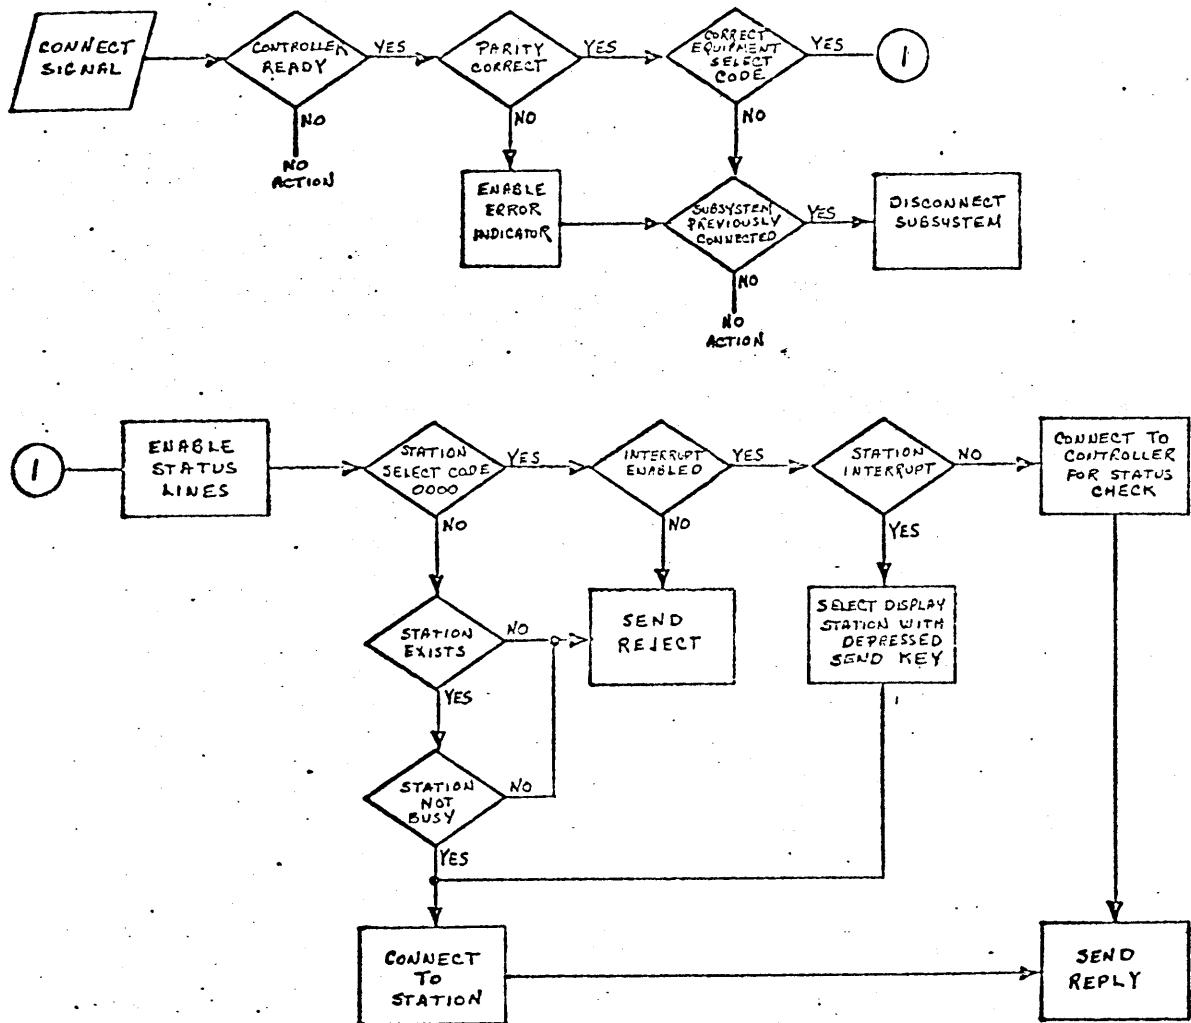 CONNECT
SIGNAL
CONTROLLER
READY
YES
NO
NO
ACTION
PARITY
CORRECT
YES
NO
CORRECT
EQUIPMENT
SELECT
CODE
YES
NO
1
ENABLE
ERROR
INDICATOR
SUBSYSTEM
PREVIOUSLY
CONNECTED
YES
NO
NO
ACTION
DISCONNECT
SUBSYSTEM
1
ENABLE
STATUS
LINES
STATION
SELECT CODE
0000
YES
NO
INTERRUPT
ENABLED
YES
NO
STATION
INTERRUPT
NO
YES
CONNECT TO
CONTROLLER
FOR STATUS
CHECK
STATION
EXISTS
NO
YES
SEND
REJECT
SELECT DISPLAY
STATION WITH
DEPRESSED
SEND KEY
STATION
NOT
BUSY
NO
YES
CONNECT
TO
STATION
SEND
REPLY